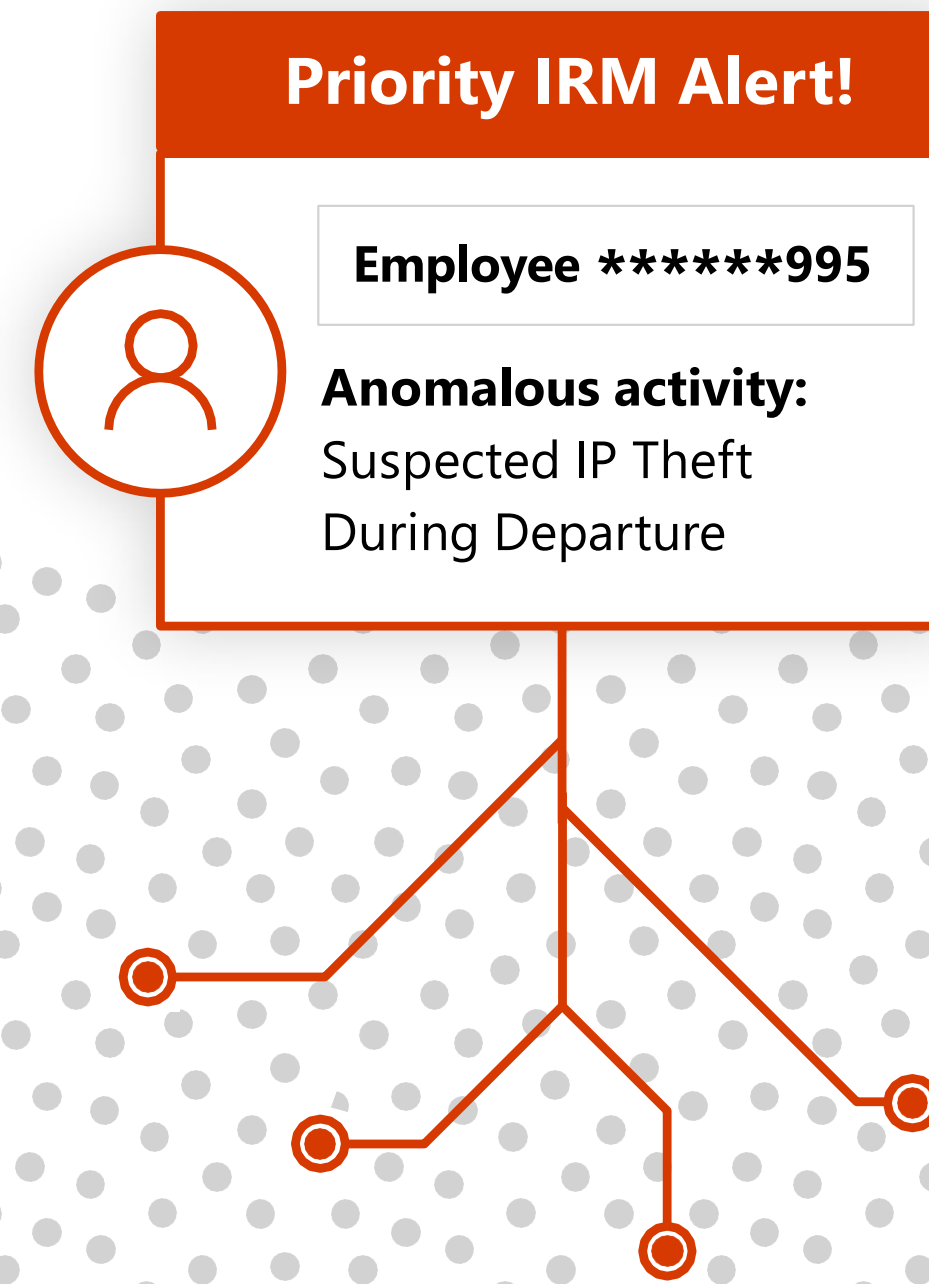 Priority IRM Alert!
Employee ******995
Anomalous activity:
Suspected IP Theft
During Departure